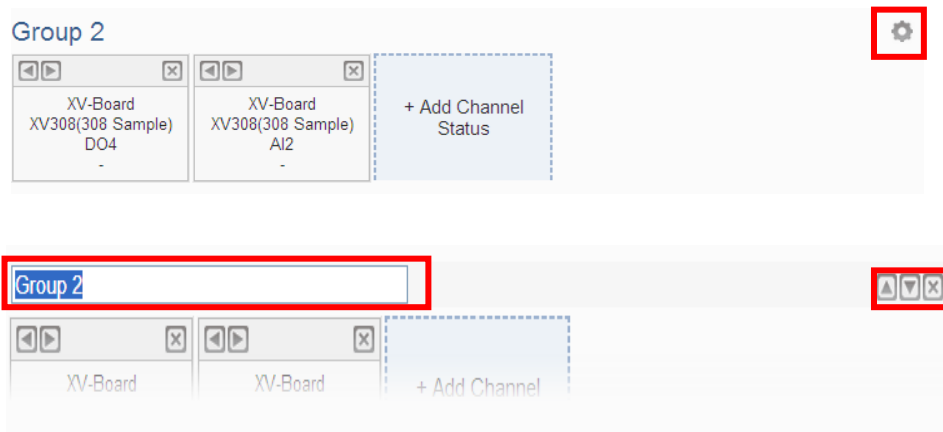 Group 2
XV-Board
XV308(308 Sample)
DO4
-
XV-Board
XV308(308 Sample)
AI2
-
+ Add Channel
Status
Group 2
XV-Board
XV-Board
+ Add Channel